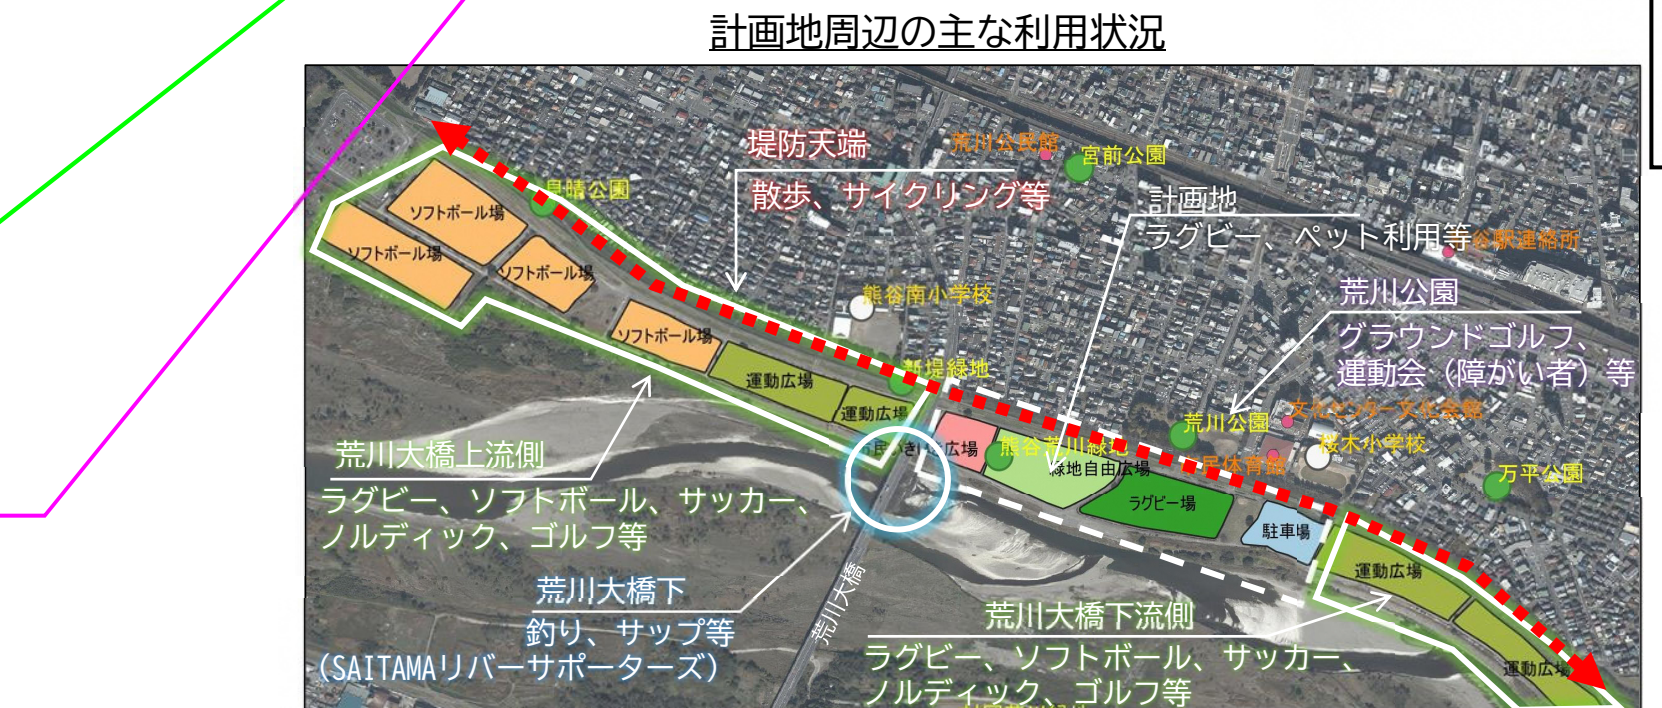 計画地周辺の主な利用状況
堤防天端
散歩、サイクリング等
荒川公民館
宮前公園
見晴公園
計画地
ラグビー、ペット利用等
谷駅連絡所
ソフトボール場
ソフトボール場
ソフトボール場
ソフトボール場
熊谷南小学校
荒川公園
グラウンドゴルフ、
運動会（障がい者）等
運動広場
運動広場
新堤緑地
荒川公園
文化センター文化会館
桜木小学校
市民体育館
万平公園
熊谷荒川緑地
緑地自由広場
ラグビー場
駐車場
運動広場
運動広場
荒川大橋上流側
ラグビー、ソフトボール、サッカー、
ノルディック、ゴルフ等
荒川大橋下
釣り、サップ等
（SAITAMAリバーサポーターズ）
荒川大橋
荒川大橋下流側
ラグビー、ソフトボール、サッカー、
ノルディック、ゴルフ等